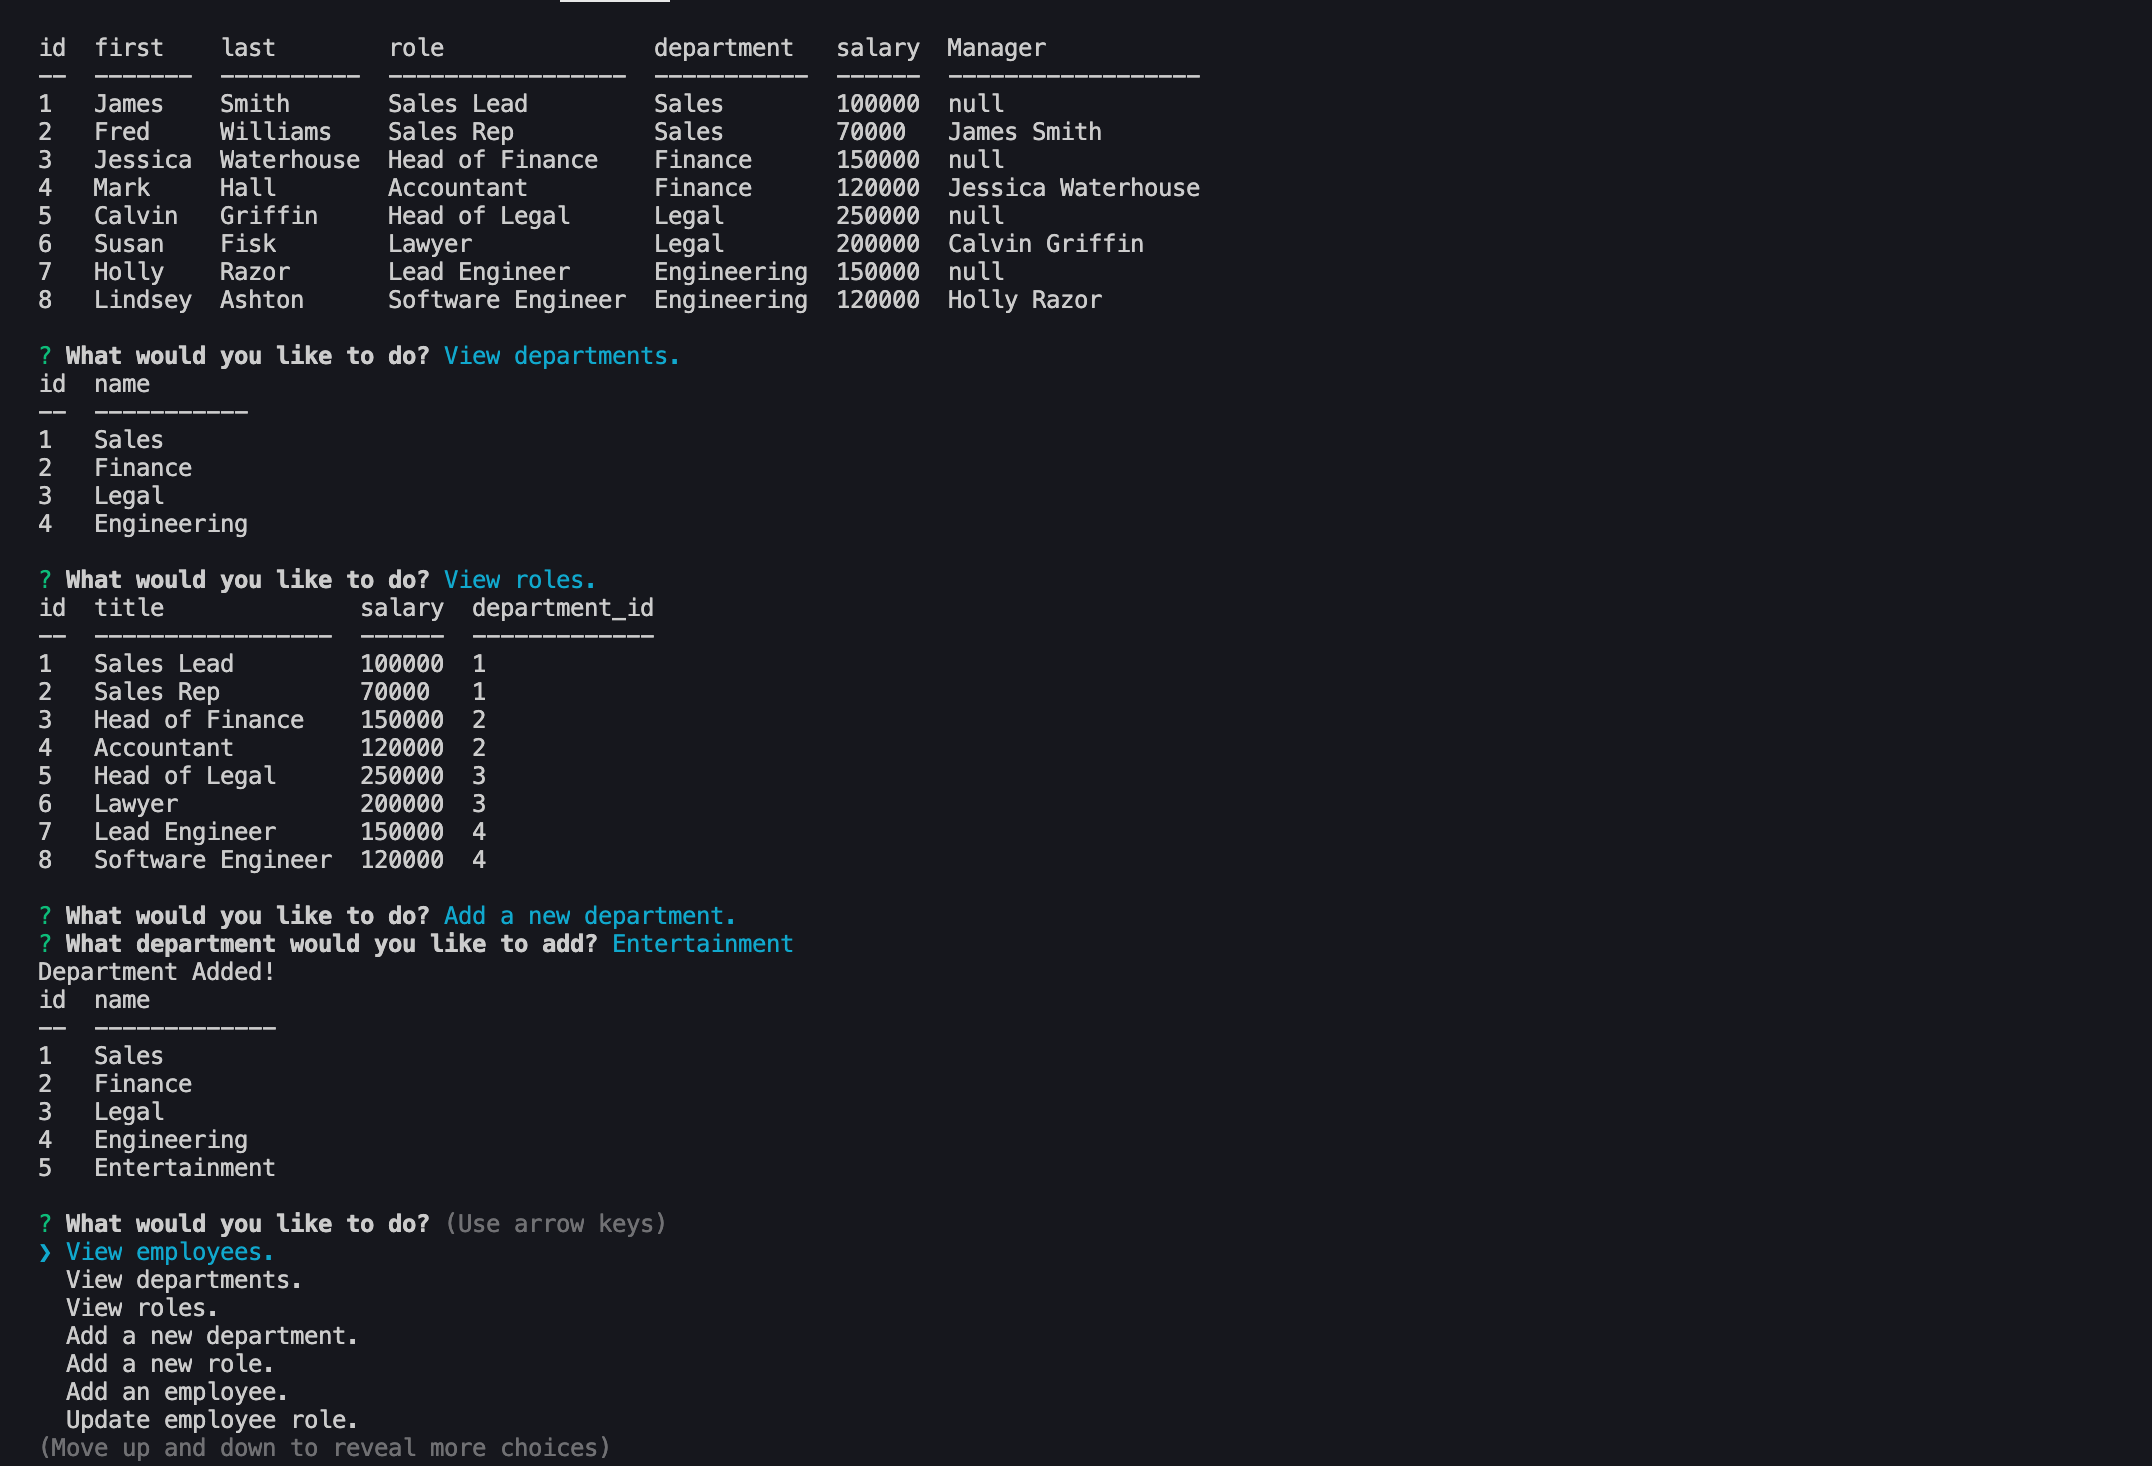 id  first    last        role               department   salary  Manager
--  -------  ----------  -----------------  -----------  ------  ------------------
1   James    Smith       Sales Lead         Sales        100000  null
2   Fred     Williams    Sales Rep          Sales        70000   James Smith
3   Jessica  Waterhouse  Head of Finance    Finance      150000  null
4   Mark     Hall        Accountant         Finance      120000  Jessica Waterhouse
5   Calvin   Griffin     Head of Legal      Legal        250000  null
6   Susan    Fisk        Lawyer             Legal        200000  Calvin Griffin
7   Holly    Razor       Lead Engineer      Engineering  150000  null
8   Lindsey  Ashton      Software Engineer  Engineering  120000  Holly Razor
? What would you like to do? View departments.
id  name
--  -----------
1   Sales
2   Finance
3   Legal
4   Engineering
? What would you like to do? View roles.
id  title              salary  department_id
--  -----------------  ------  -------------
1   Sales Lead         100000  1
2   Sales Rep          70000   1
3   Head of Finance    150000  2
4   Accountant         120000  2
5   Head of Legal      250000  3
6   Lawyer             200000  3
7   Lead Engineer      150000  4
8   Software Engineer  120000  4
? What would you like to do? Add a new department.
? What department would you like to add? Entertainment
Department Added!
id  name
--  -------------
1   Sales
2   Finance
3   Legal
4   Engineering
5   Entertainment
? What would you like to do? (Use arrow keys)
❯ View employees.
  View departments.
  View roles.
  Add a new department.
  Add a new role.
  Add an employee.
  Update employee role.
(Move up and down to reveal more choices)